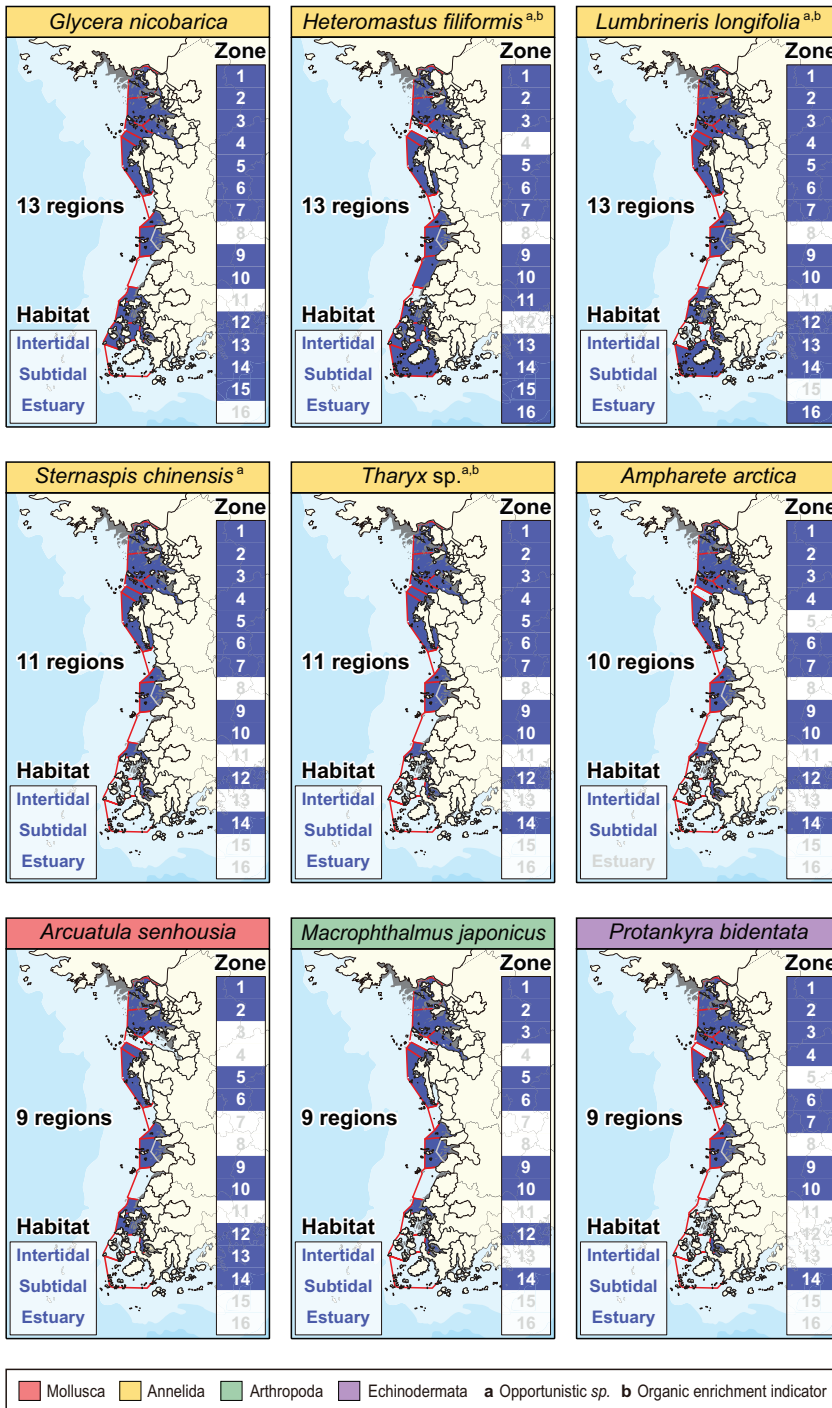 Glycera nicobarica
Zone
1
2
3
4
5
6
7
8
9
10
11
12
13
14
15
16
13 regions
Habitat
Intertidal
Subtidal
Estuary
Heteromastus filiformis a,b
Zone
1
2
3
4
5
6
7
8
9
10
11
12
13
14
15
16
13 regions
Habitat
Intertidal
Subtidal
Estuary
Lumbrineris longifolia a,b
Zone
1
2
3
4
5
6
7
8
9
10
11
12
13
14
15
16
13 regions
Habitat
Intertidal
Subtidal
Estuary
Sternaspis chinensis a
Zone
1
2
3
4
5
6
7
8
9
10
11
12
13
14
15
16
11 regions
Habitat
Intertidal
Subtidal
Estuary
Tharyx sp. a,b
Zone
1
2
3
4
5
6
7
8
9
10
11
12
13
14
15
16
11 regions
Habitat
Intertidal
Subtidal
Estuary
Ampharete arctica
Zone
1
2
3
4
5
6
7
8
9
10
11
12
13
14
15
16
10 regions
Habitat
Intertidal
Subtidal
Estuary
Arcuatula senhousia
Zone
1
2
3
4
5
6
7
8
9
10
11
12
13
14
15
16
9 regions
Habitat
Intertidal
Subtidal
Estuary
Macrophthalmus japonicus
Zone
1
2
3
4
5
6
7
8
9
10
11
12
13
14
15
16
9 regions
Habitat
Intertidal
Subtidal
Estuary
Protankyra bidentata
Zone
1
2
3
4
5
6
7
8
9
10
11
12
13
14
15
16
9 regions
Habitat
Intertidal
Subtidal
Estuary
Mollusca Annelida Arthropoda Echinodermata a Opportunistic sp. b Organic enrichment indicator